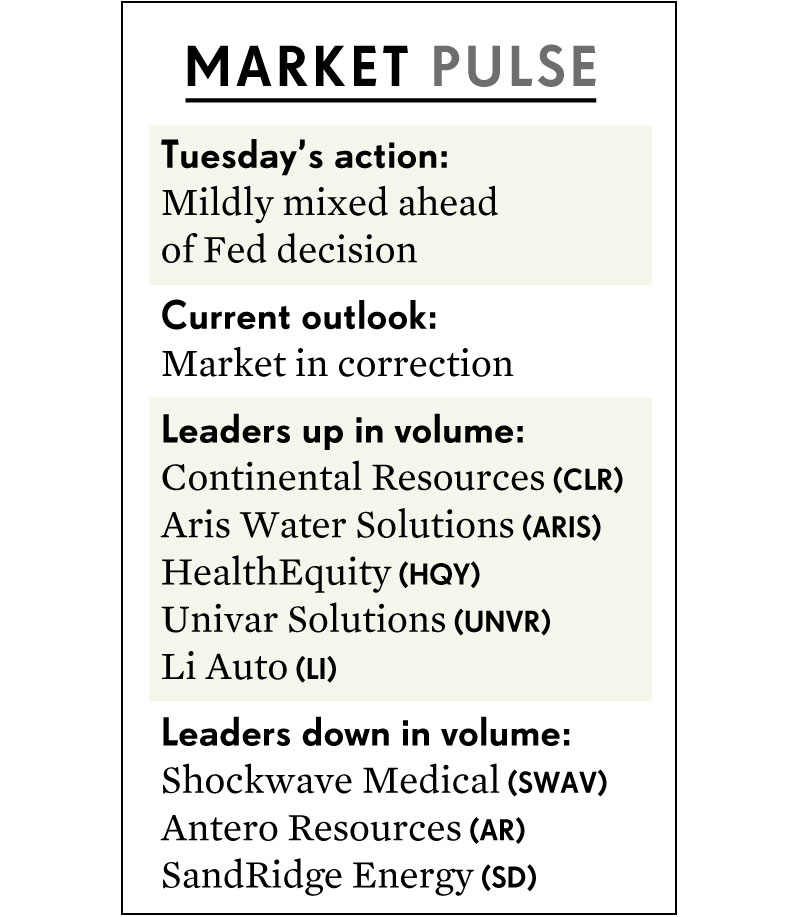 MARKET PULSE
Tuesday’s action:
Mildly mixed ahead
of Fed decision
Current outlook:
Market in correction
Leaders up in volume:
Continental Resources (CLR)
Aris Water Solutions (ARIS)
HealthEquity (HQY)
Univar Solutions (UNVR)
Li Auto (LI)
Leaders down in volume:
Shockwave Medical (SWAV)
Antero Resources (AR)
SandRidge Energy (SD)